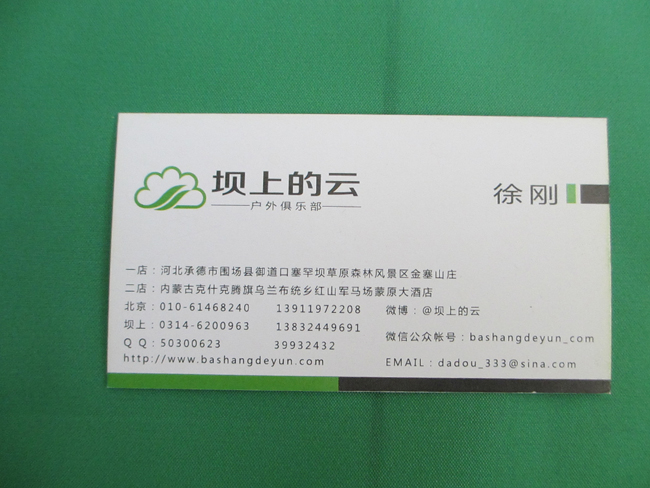 坝上的云
户外俱乐部
徐刚
一店：河北承德市围场县御道口塞罕坝草原森林风景区金塞山庄
二店：内蒙古克什克腾旗乌兰布统乡红山军马场蒙原大酒店
北京：010-61468240 13911972208 微博：@坝上的云
坝上：0314-6200963 13832449691
微信公众帐号：bashangdeyun_com
QQ：50300623 39932432
http://www.bashangdeyun.com EMAIL：dadou_333@sina.com